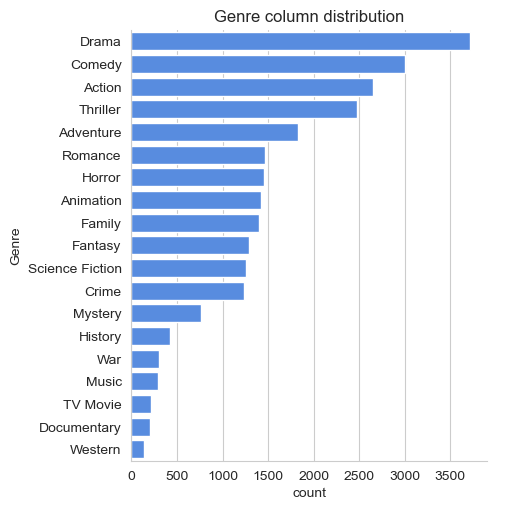 Genre column distribution
Genre
Drama
Comedy
Action
Thriller
Adventure
Romance
Horror
Animation
Family
Fantasy
Science Fiction
Crime
Mystery
History
War
Music
TV Movie
Documentary
Western
0 500 1000 1500 2000 2500 3000 3500
count